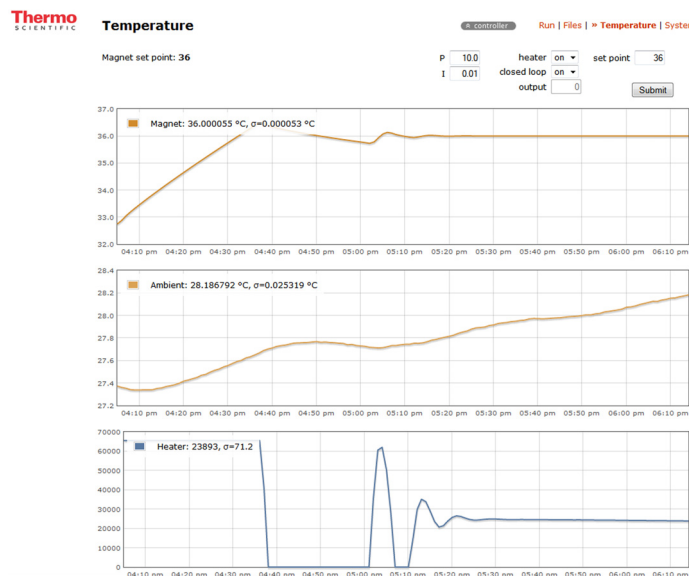 Thermo
SCIENTIFIC
Temperature
controller
Run | Files | » Temperature | System
Magnet set point: 36
P 10.0 heater on set point 36
I 0.01 closed loop on
output 0
Submit
37.0
Magnet: 36.000055 ºC, σ=0.000053 ºC
36.0
35.0
34.0
33.0
32.0
04:10 pm 04:20 pm 04:30 pm 04:40 pm 04:50 pm 05:00 pm 05:10 pm 05:20 pm 05:30 pm 05:40 pm 05:50 pm 06:00 pm 06:10 pm
28.4
Ambient: 28.186792 ºC, σ=0.025319 ºC
28.2
28.0
27.8
27.6
27.4
27.2
04:10 pm 04:20 pm 04:30 pm 04:40 pm 04:50 pm 05:00 pm 05:10 pm 05:20 pm 05:30 pm 05:40 pm 05:50 pm 06:00 pm 06:10 pm
70000
Heater: 23893, σ=71.2
60000
50000
40000
30000
20000
10000
0
04:10 pm 04:20 pm 04:30 pm 04:40 pm 04:50 pm 05:00 pm 05:10 pm 05:20 pm 05:30 pm 05:40 pm 05:50 pm 06:00 pm 06:10 pm